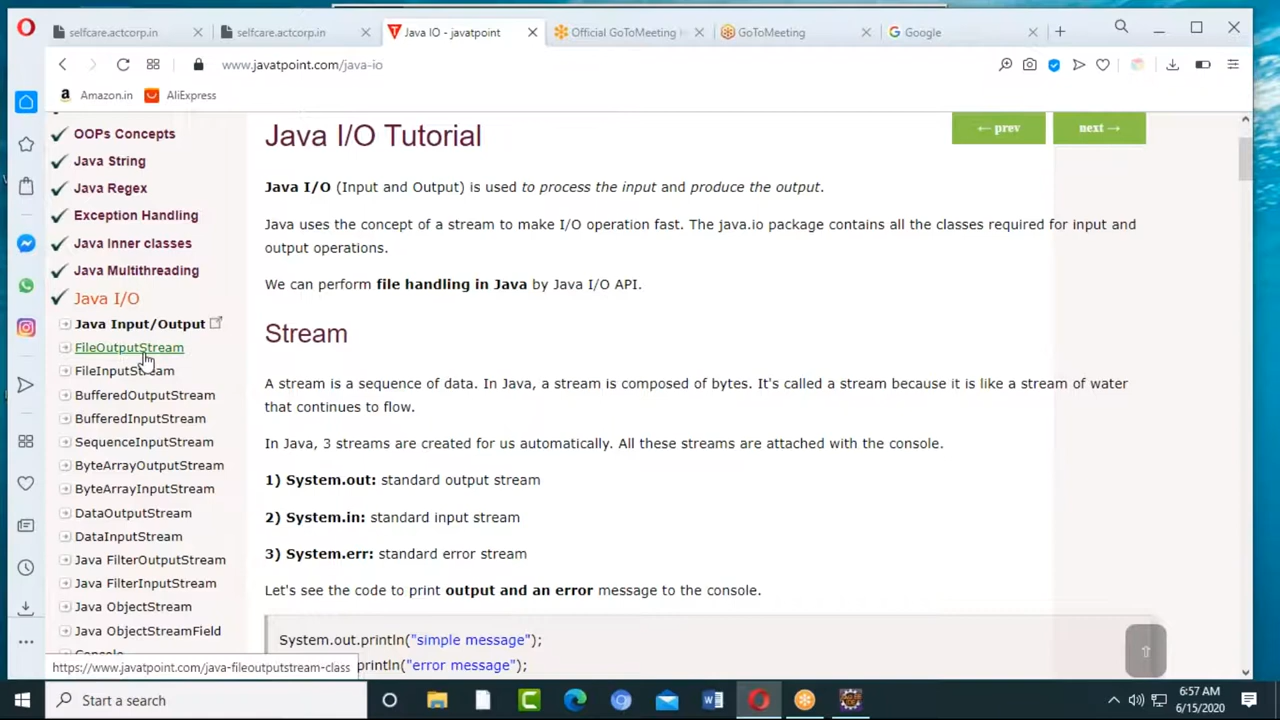 selfcare.actcorp.in
selfcare.actcorp.in
Java IO - javatpoint
Official GoToMeeting
GoToMeeting
Google
www.javatpoint.com/java-io
Amazon.in
AliExpress
OOPs Concepts
Java String
Java Regex
Exception Handling
Java Inner classes
Java Multithreading
Java I/O
Java Input/Output
FileOutputStream
FileInputStream
BufferedOutputStream
BufferedInputStream
SequenceInputStream
ByteArrayOutputStream
ByteArrayInputStream
DataOutputStream
DataInputStream
Java FilterOutputStream
Java FilterInputStream
Java ObjectStream
Java ObjectStreamField
Console
https://www.javatpoint.com/java-fileoutputstream-class
← prev
next →
Java I/O Tutorial
Java I/O (Input and Output) is used to process the input and produce the output.
Java uses the concept of a stream to make I/O operation fast. The java.io package contains all the classes required for input and
output operations.
We can perform file handling in Java by Java I/O API.
Stream
A stream is a sequence of data. In Java, a stream is composed of bytes. It's called a stream because it is like a stream of water
that continues to flow.
In Java, 3 streams are created for us automatically. All these streams are attached with the console.
1) System.out: standard output stream
2) System.in: standard input stream
3) System.err: standard error stream
Let's see the code to print output and an error message to the console.
System.out.println("simple message");
println("error message");
Start a search
6:57 AM
6/15/2020